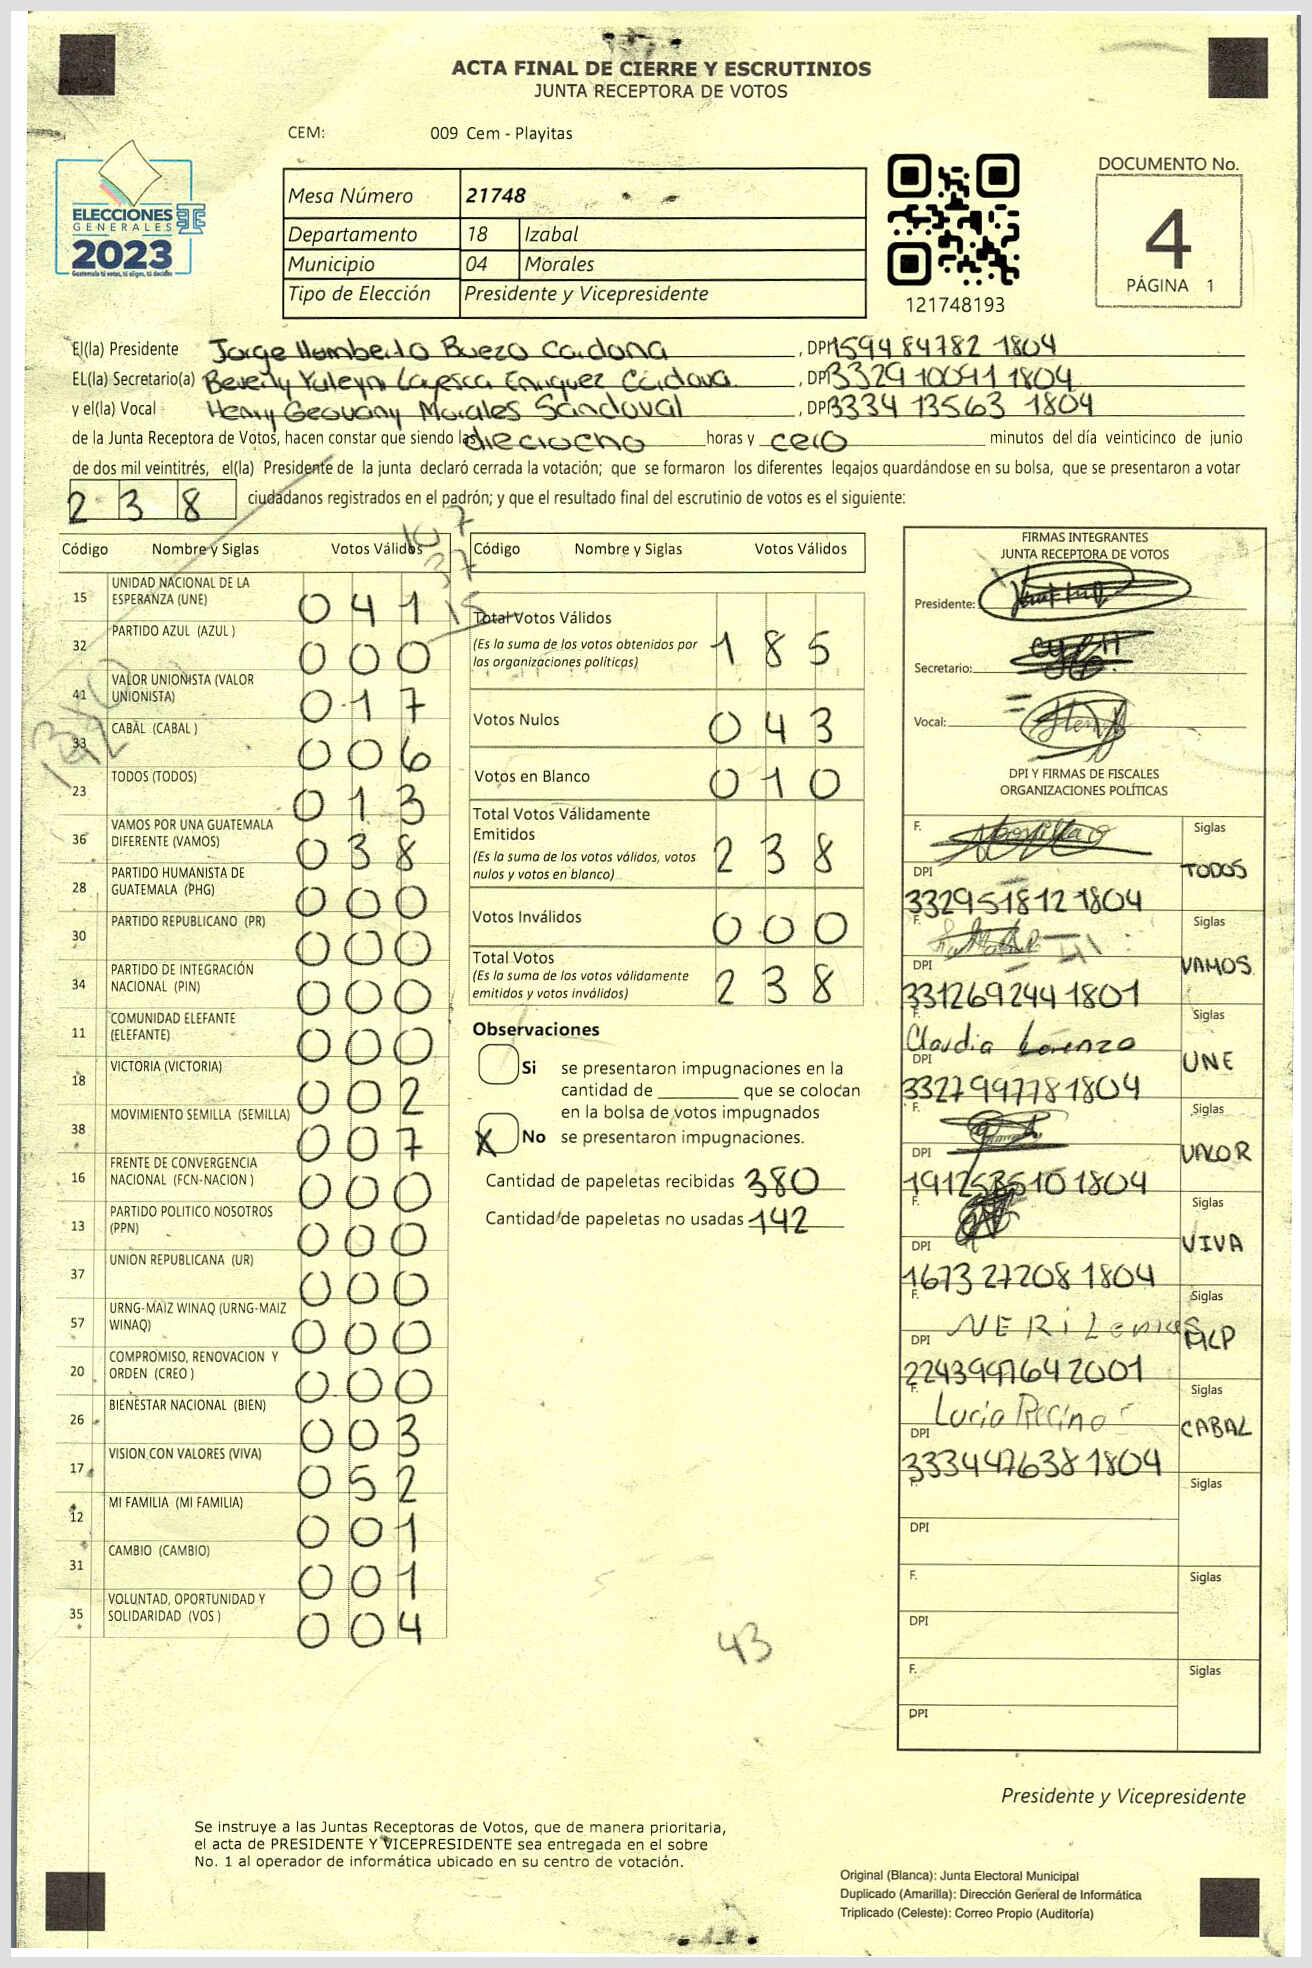 ACTA FINAL DE CIERRE Y ESCRUTINIOS
JUNTA RECEPTORA DE VOTOS
CEM: 009 Cem - Playitas
ELECCIONES
GENERALES
2023
Guatemala tú votas, tú eliges, tú decides
Mesa Número 21748
Departamento 18 Izabal
Municipio 04 Morales
Tipo de Elección Presidente y Vicepresidente
121748193
DOCUMENTO No.
4
PÁGINA 1
El(la) Presidente Jorge Humberto Buezo Cardona, DPI 1594 84782 1804
EL(la) Secretario(a) Beverly Yuleyn Enriquez Cardova, DPI 3329 10091 1804
y el(la) Vocal Henry Geovany Morales Sandoval, DPI 3334 13563 1804
de la Junta Receptora de Votos, hacen constar que siendo las dieciocho horas y cero minutos del día veinticinco de junio
de dos mil veintitrés, el(la) Presidente de la junta declaró cerrada la votación; que se formaron los diferentes legajos quardándose en su bolsa, que se presentaron a votar
2 3 8 ciudadanos registrados en el padrón; y que el resultado final del escrutinio de votos es el siguiente:
Código Nombre y Siglas Votos Válidos
107
37
15
15 UNIDAD NACIONAL DE LA ESPERANZA (UNE) 0 4 1
32 PARTIDO AZUL (AZUL ) 0 0 0
41 VALOR UNIONISTA (VALOR UNIONISTA) 0 1 7
33 CABAL (CABAL ) 0 0 6
23 TODOS (TODOS) 0 1 3
36 VAMOS POR UNA GUATEMALA DIFERENTE (VAMOS) 0 3 8
28 PARTIDO HUMANISTA DE GUATEMALA (PHG) 0 0 0
30 PARTIDO REPUBLICANO (PR) 0 0 0
34 PARTIDO DE INTEGRACIÓN NACIONAL (PIN) 0 0 0
11 COMUNIDAD ELEFANTE (ELEFANTE) 0 0 0
18 VICTORIA (VICTORIA) 0 0 2
38 MOVIMIENTO SEMILLA (SEMILLA) 0 0 7
16 FRENTE DE CONVERGENCIA NACIONAL (FCN-NACION ) 0 0 0
13 PARTIDO POLITICO NOSOTROS (PPN) 0 0 0
37 UNION REPUBLICANA (UR) 0 0 0
57 URNG-MAIZ WINAQ (URNG-MAIZ WINAQ) 0 0 0
20 COMPROMISO, RENOVACION Y ORDEN (CREO ) 0 0 0
26 BIENESTAR NACIONAL (BIEN) 0 0 3
17 VISION CON VALORES (VIVA) 0 5 2
12 MI FAMILIA (MI FAMILIA) 0 0 1
31 CAMBIO (CAMBIO) 0 0 1
35 VOLUNTAD, OPORTUNIDAD Y SOLIDARIDAD (VOS ) 0 0 4
Código Nombre y Siglas Votos Válidos
Total Votos Válidos
(Es la suma de los votos obtenidos por
las organizaciones políticas) 1 8 5
Votos Nulos 0 4 3
Votos en Blanco 0 1 0
Total Votos Válidamente
Emitidos
(Es la suma de los votos válidos, votos
nulos y votos en blanco) 2 3 8
Votos Inválidos 0 0 0
Total Votos
(Es la suma de los votos válidamente
emitidos y votos inválidos) 2 3 8
Observaciones
Si se presentaron impugnaciones en la
cantidad de ________ que se colocan
en la bolsa de votos impugnados
X No se presentaron impugnaciones.
Cantidad de papeletas recibidas 380
Cantidad de papeletas no usadas 142
43
FIRMAS INTEGRANTES
JUNTA RECEPTORA DE VOTOS
Presidente:
Secretario:
Vocal:
DPI Y FIRMAS DE FISCALES
ORGANIZACIONES POLÍTICAS
F. Siglas
DPI TODOS
332951812 1804
F. Siglas
DPI VAMOS
331269244 1801
F. Siglas
Claudia Lorenzo
DPI UNE
332799778 1804
F. Siglas
DPI VALOR
191253510 1804
F. Siglas
DPI VIVA
1673 27208 1804
F. Siglas
NERI
DPI MLP
224399764 2001
F. Siglas
Lucia Recinos
DPI CABAL
333447638 1804
F. Siglas
DPI
F. Siglas
DPI
F. Siglas
DPI
Presidente y Vicepresidente
Se instruye a las Juntas Receptoras de Votos, que de manera prioritaria,
el acta de PRESIDENTE Y VICEPRESIDENTE sea entregada en el sobre
No. 1 al operador de informática ubicado en su centro de votación.
Original (Blanca): Junta Electoral Municipal
Duplicado (Amarilla): Dirección General de Informática
Triplicado (Celeste): Correo Propio (Auditoría)